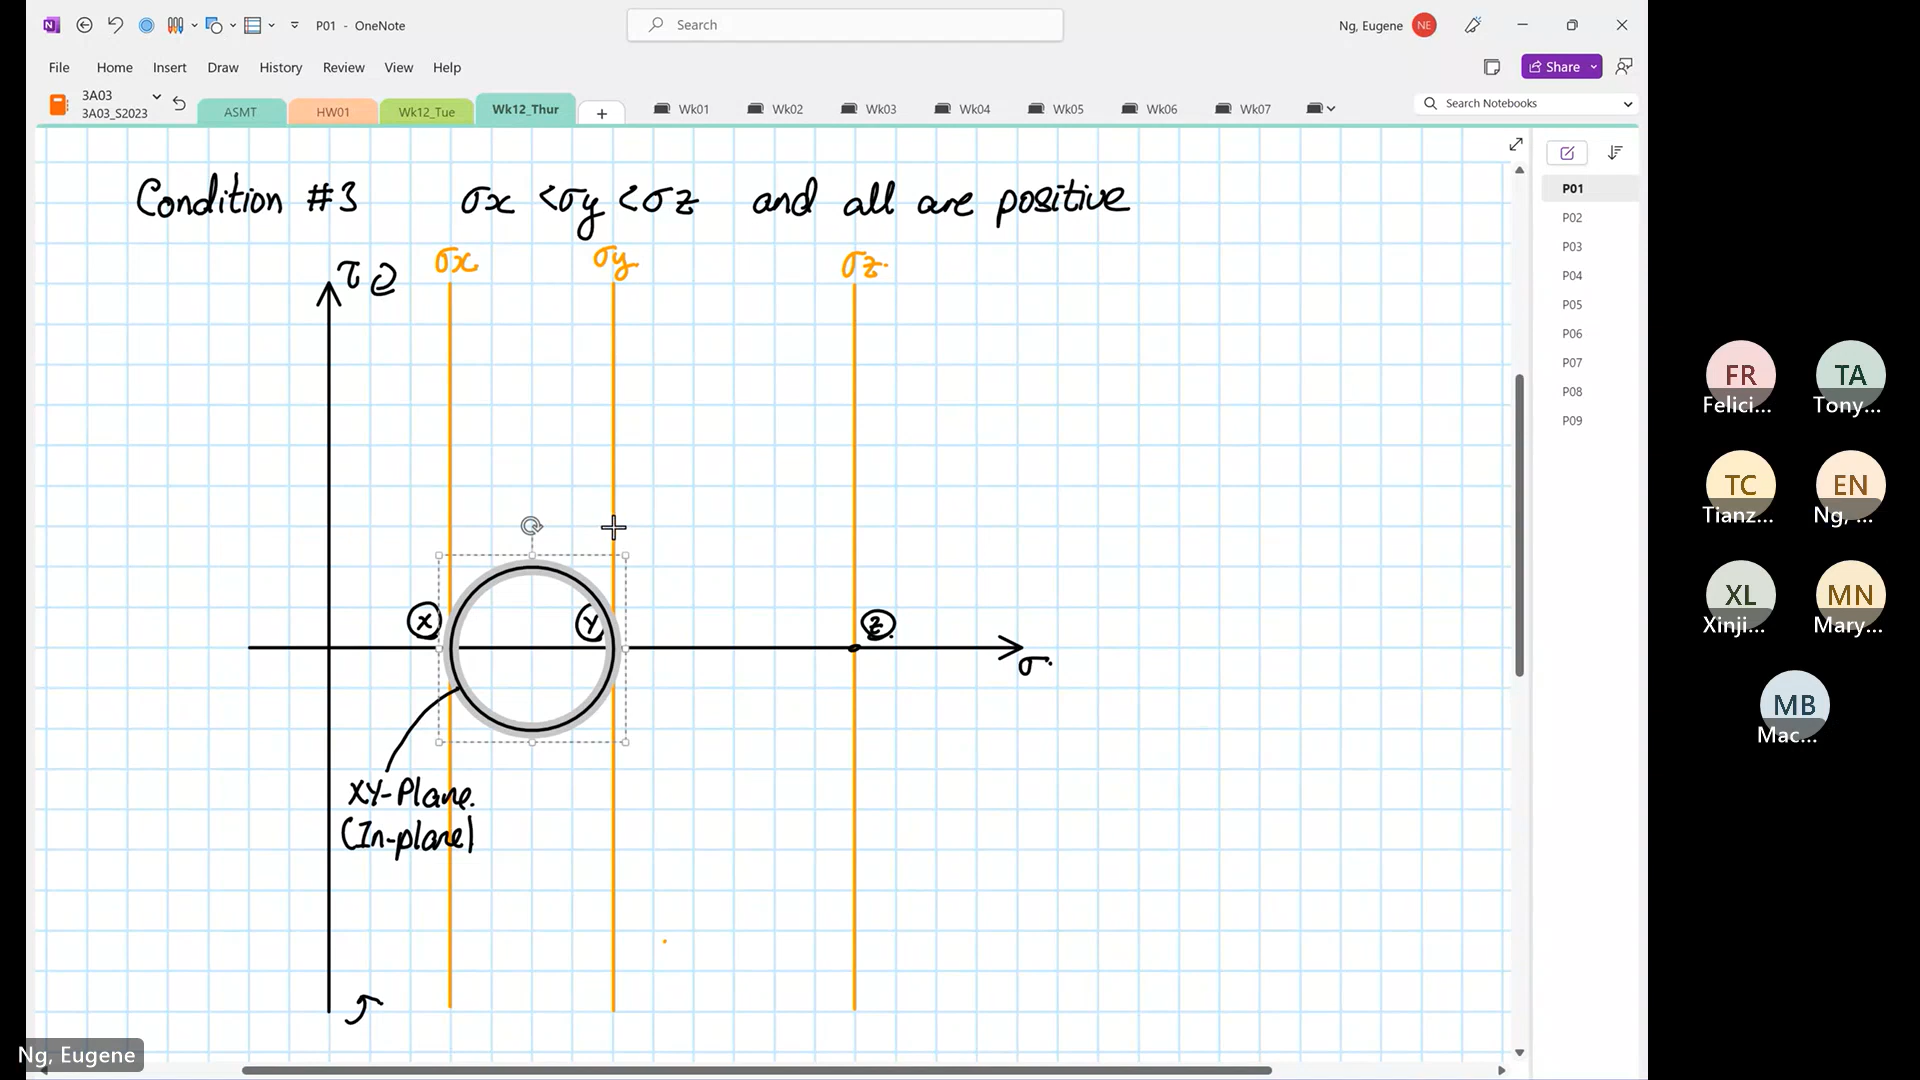 P01 - OneNote
Search
Ng, Eugene
NE
File Home Insert Draw History Review View Help
Share
3A03
3A03_S2023
ASMT
HW01
Wk12_Tue
Wk12_Thur
Wk01
Wk02
Wk03
Wk04
Wk05
Wk06
Wk07
Search Notebooks
Condition #3 σx <σy <σz and all are positive
σx σy σz
τ
x
y
z
σ
XY-Plane.
(In-plane)
P01
P02
P03
P04
P05
P06
P07
P08
P09
FR
Felici...
TA
Tony...
TC
Tianz...
EN
Ng, ...
XL
Xinji...
MN
Mary...
MB
Mac...
Ng, Eugene